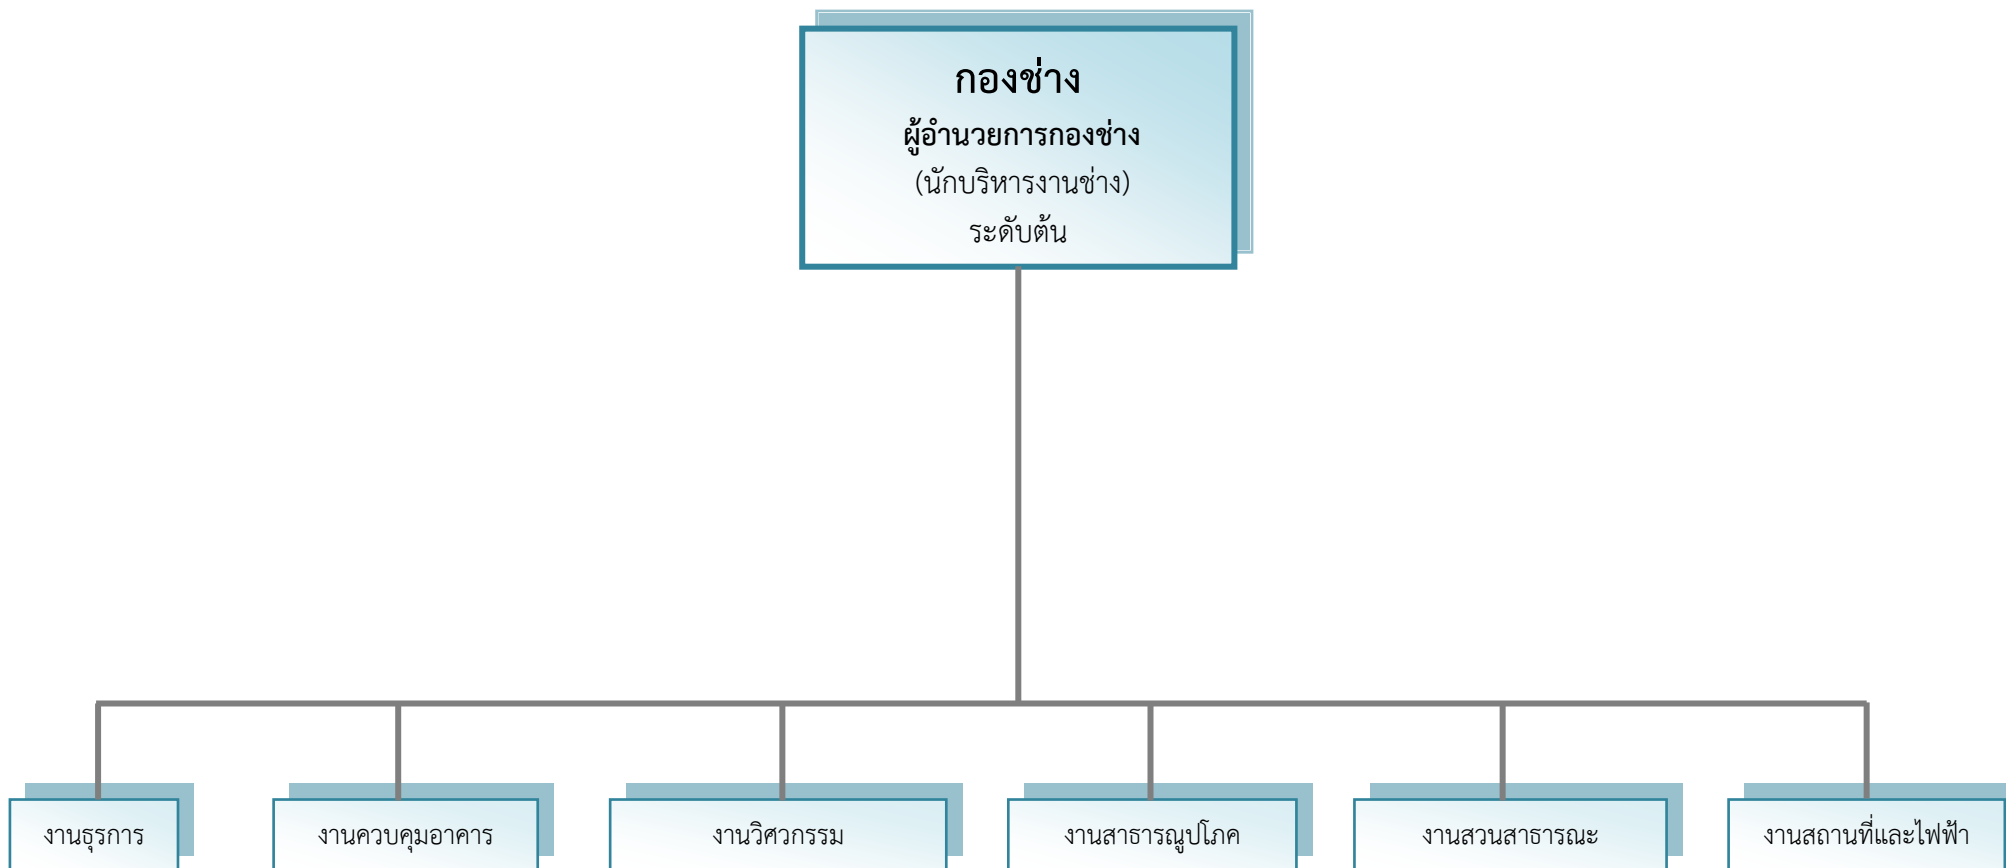 กองช่าง
ผู้อำนวยการกองช่าง
(นักบริหารงานช่าง)
ระดับต้น
งานธุรการ
งานควบคุมอาคาร
งานวิศวกรรม
งานสาธารณูปโภค
งานสวนสาธารณะ
งานสถานที่และไฟฟ้า